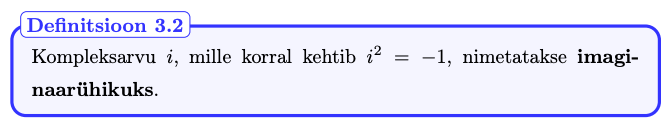 Definitsioon 3.2
Kompleksarvu i, mille korral kehtib i² = −1, nimetatakse imagi-
naarühikuks.